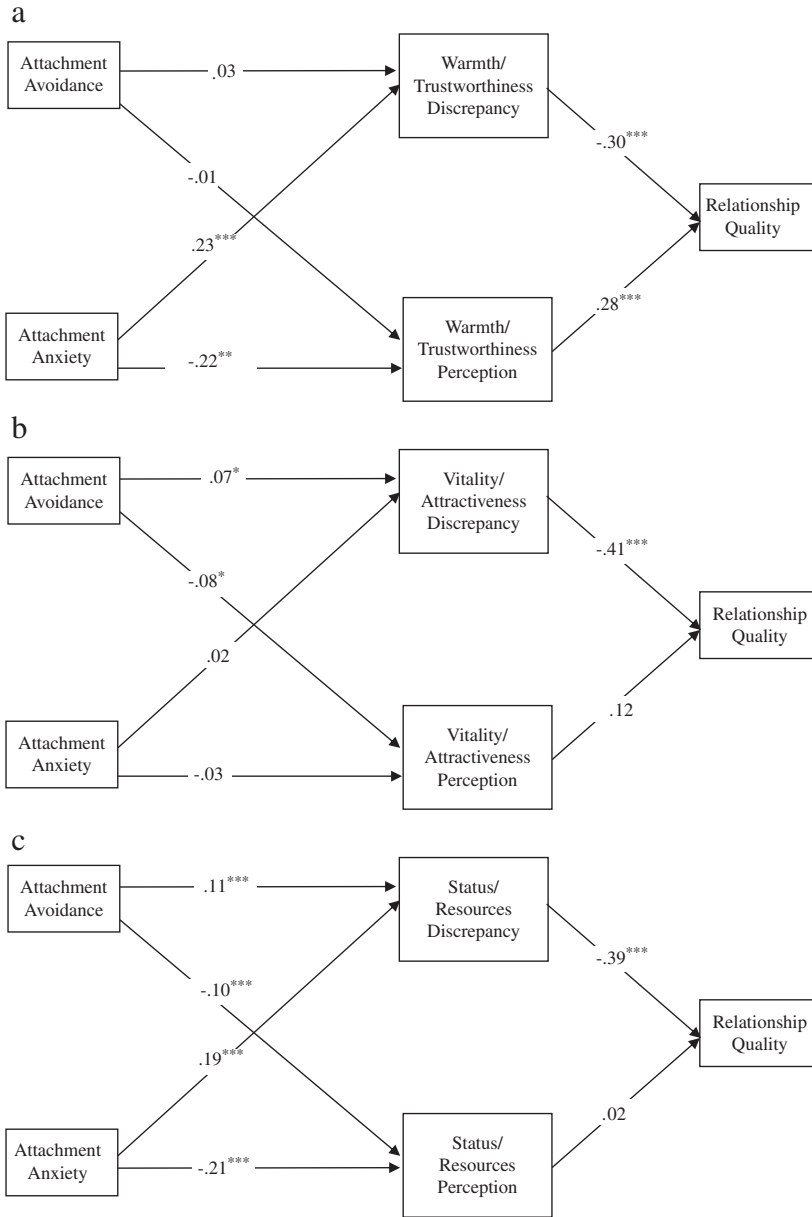 a
Attachment
Avoidance
.03
Warmth/
Trustworthiness
Discrepancy
-.30***
-.01
Relationship
Quality
.23***
.28***
Attachment
Anxiety
-.22**
Warmth/
Trustworthiness
Perception
b
Attachment
Avoidance
.07*
Vitality/
Attractiveness
Discrepancy
-.41***
-.08*
Relationship
Quality
.02
.12
Attachment
Anxiety
-.03
Vitality/
Attractiveness
Perception
c
Attachment
Avoidance
.11***
Status/
Resources
Discrepancy
-.39***
-.10***
Relationship
Quality
.19***
.02
Attachment
Anxiety
-.21***
Status/
Resources
Perception